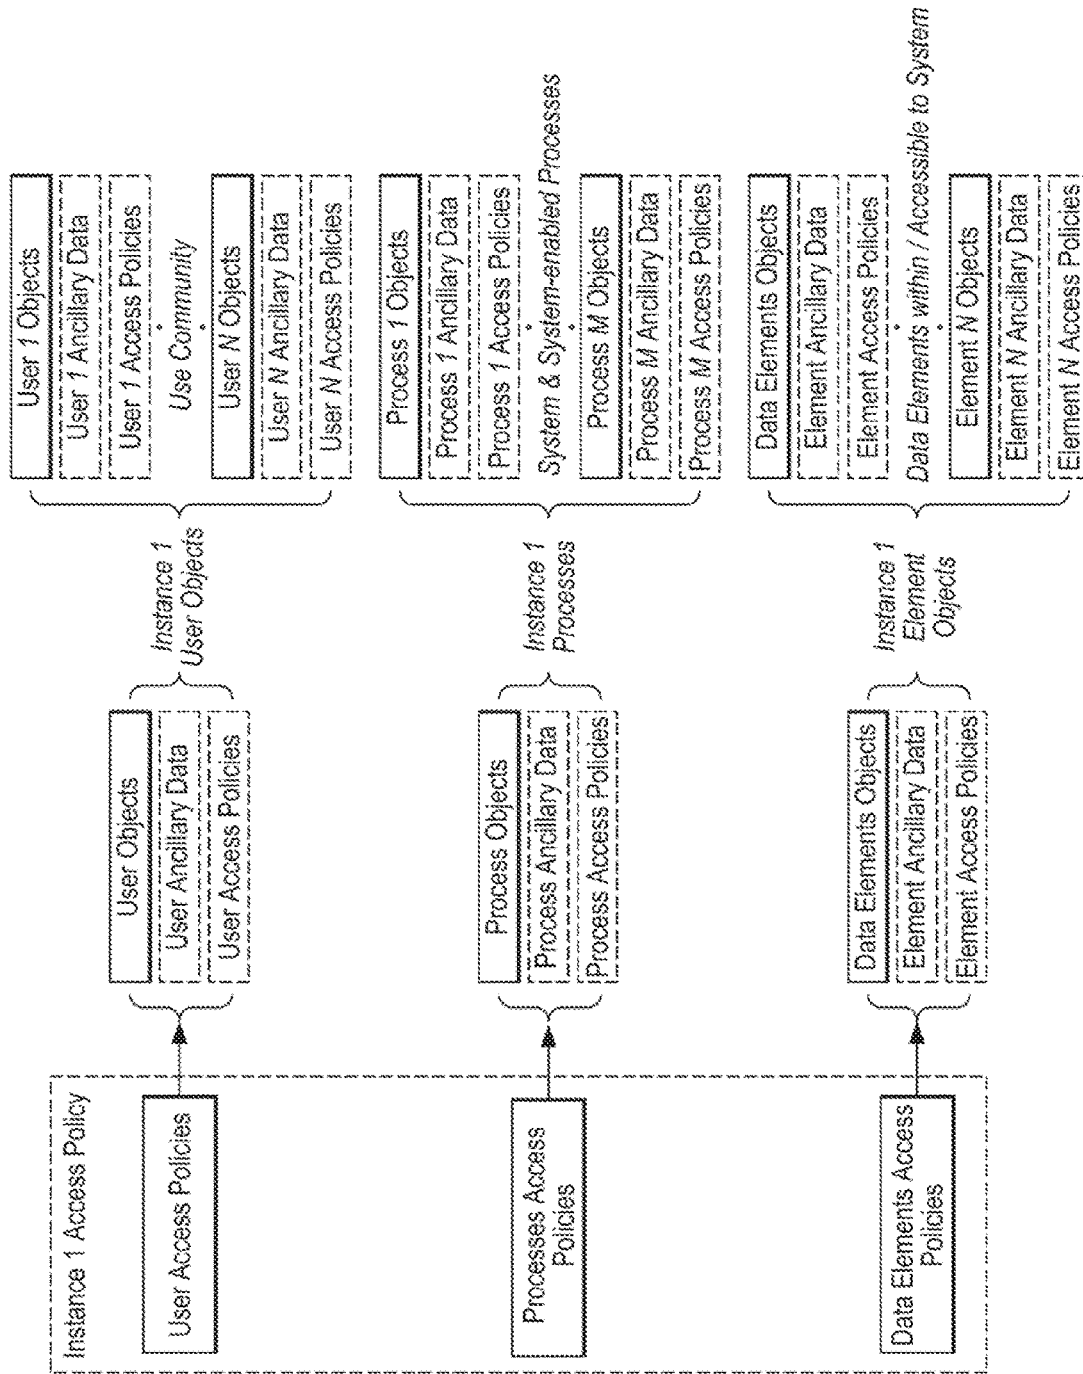 Instance 1 Access Policy
User Access Policies
Processes Access
Policies
Data Elements Access
Policies
User Objects
User Ancillary Data
User Access Policies
Process Objects
Process Ancillary Data
Process Access Policies
Data Elements Objects
Element Ancillary Data
Element Access Policies
Instance 1
User Objects
Instance 1
Processes
Instance 1
Element
Objects
User 1 Objects
User 1 Ancillary Data
User 1 Access Policies
Use Community
User N Objects
User N Ancillary Data
User N Access Policies
Process 1 Objects
Process 1 Ancillary Data
Process 1 Access Policies
System & System-enabled Processes
Process M Objects
Process M Ancillary Data
Process M Access Policies
Data Elements Objects
Element Ancillary Data
Element Access Policies
Data Elements within / Accessible to System
Element N Objects
Element N Ancillary Data
Element N Access Policies